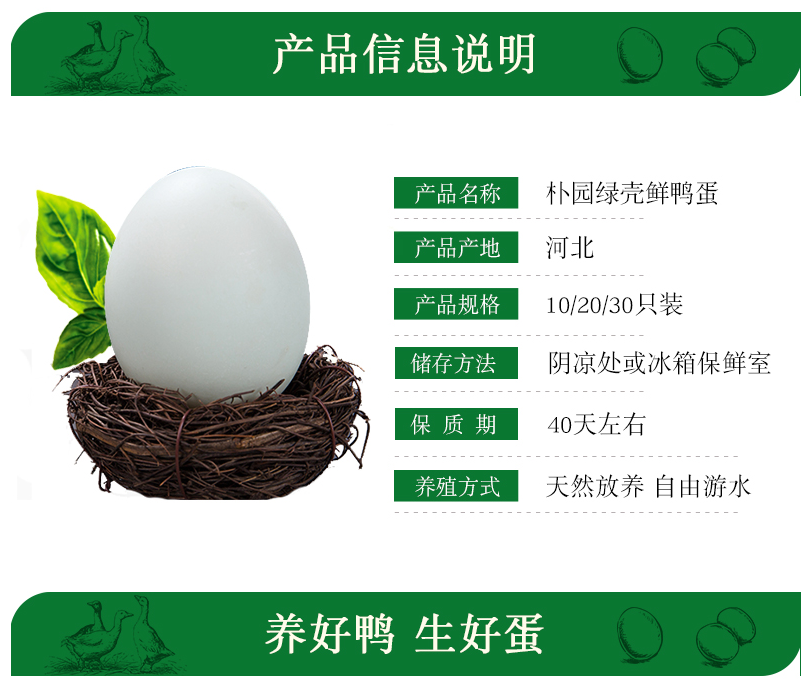 产品信息说明
产品名称 朴园绿壳鲜鸭蛋
产品产地 河北
产品规格 10/20/30只装
储存方法 阴凉处或冰箱保鲜室
保质期 40天左右
养殖方式 天然放养 自由游水
养好鸭 生好蛋